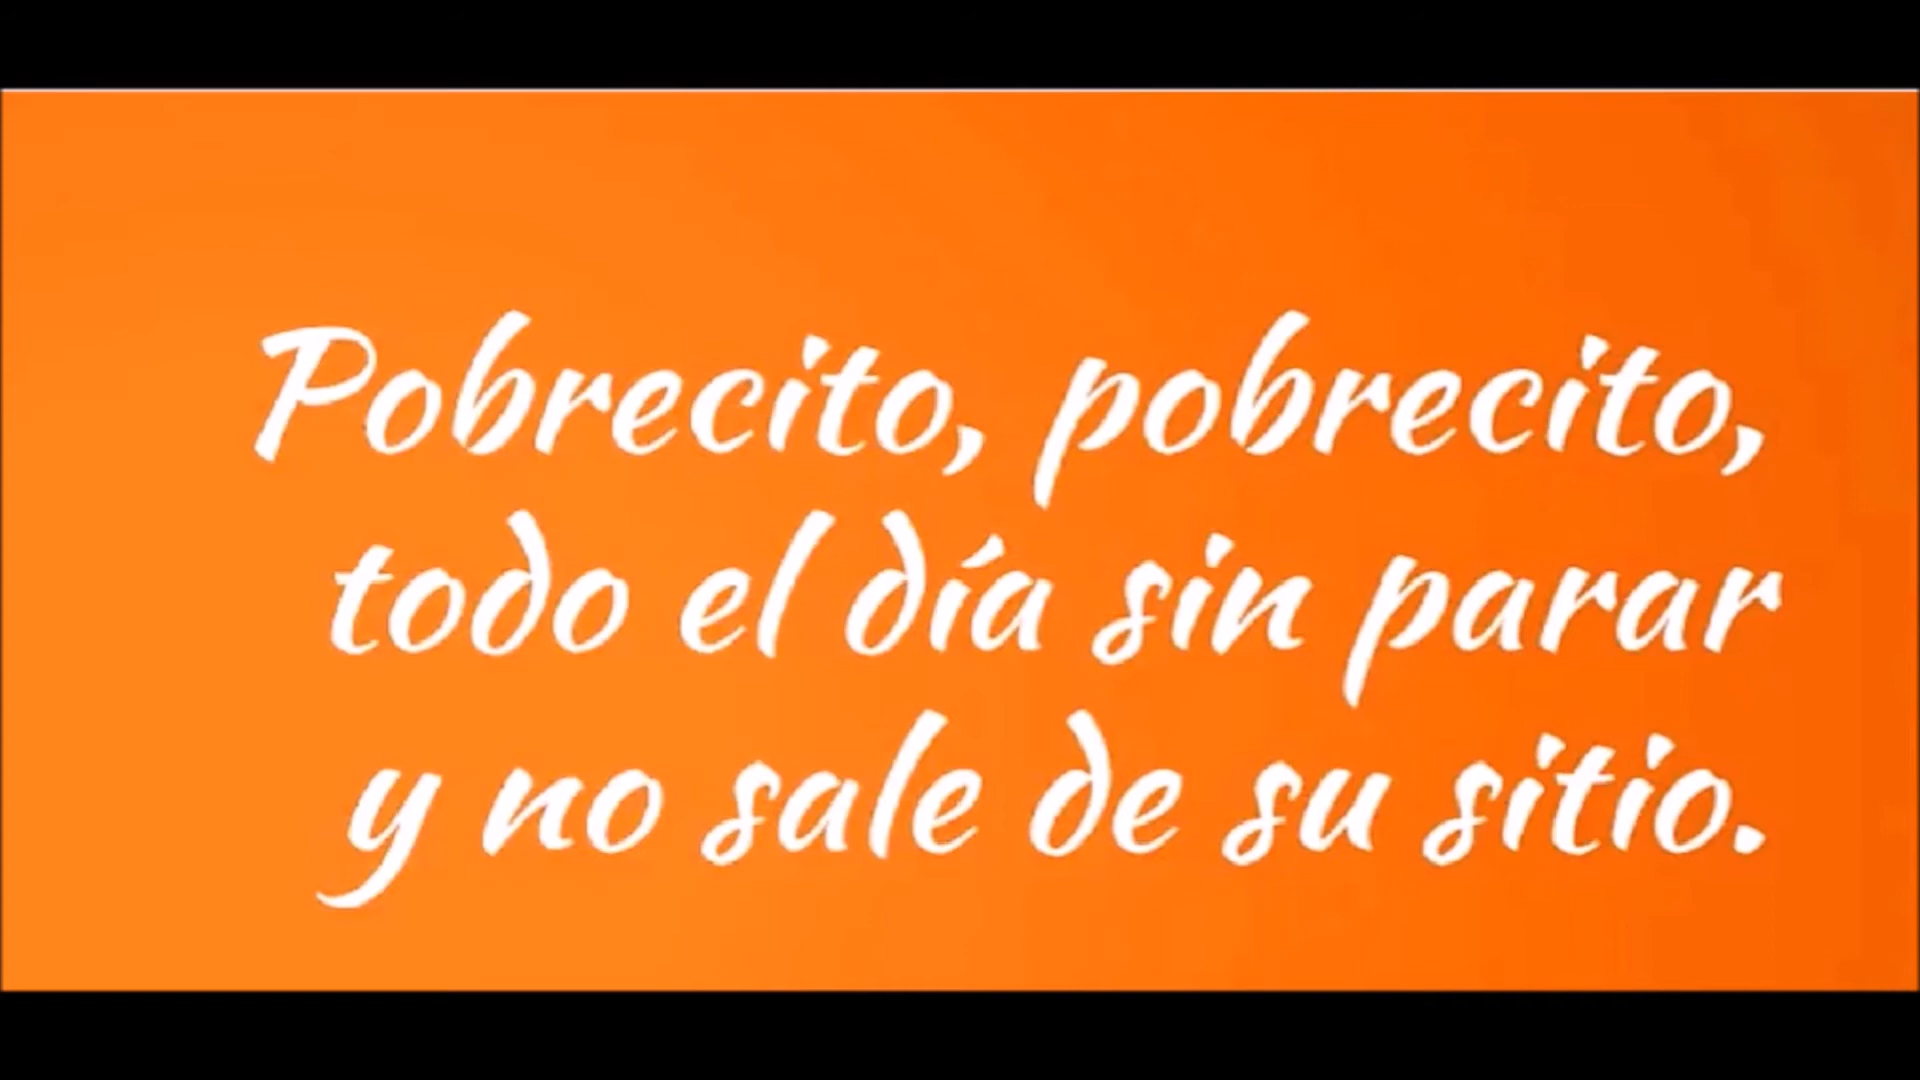 Pobrecito, pobrecito,
todo el día sin parar
y no sale de su sitio.